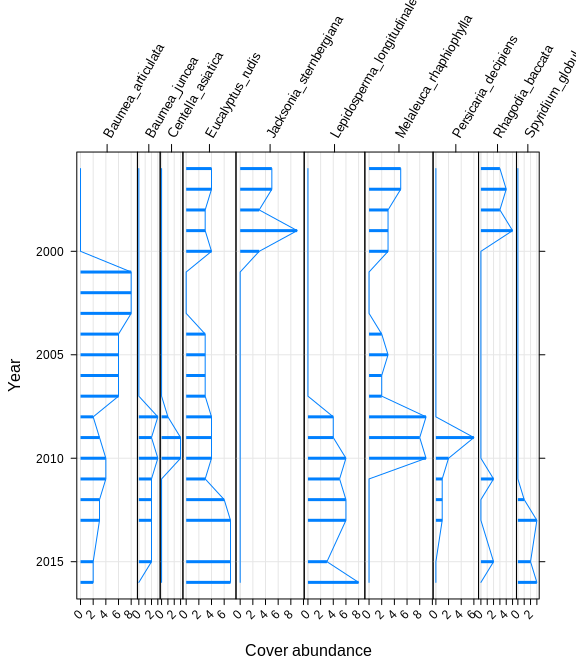 Baumea_articulata
Baumea_juncea
Centella_asiatica
Eucalyptus_rudis
Jacksonia_sternbergiana
Lepidosperma_longitudinale
Melaleuca_rhaphiophylla
Persicaria_decipiens
Rhagodia_baccata
Spyridium_globul
Year
2000
2005
2010
2015
0 2 4 6 8
0 2
0 2
0 2 4 6
0 2 4 6 8
0 2 4 6 8
0 2 4 6 8
0 2 4 6
0 2 4
0 2
Cover abundance